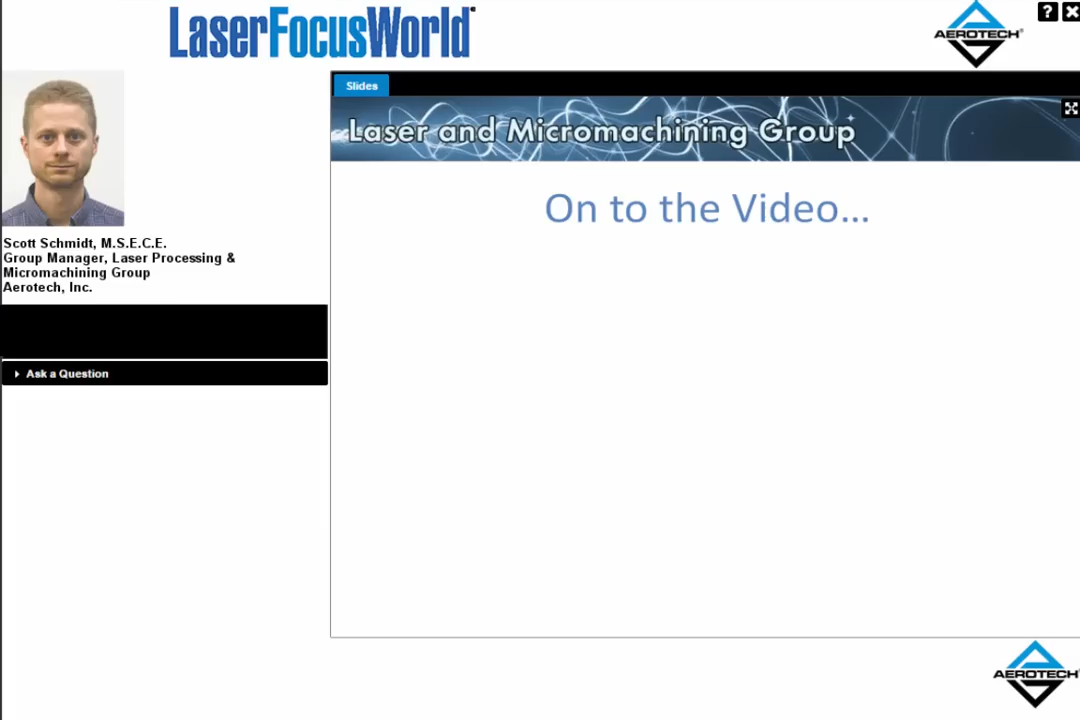 LaserFocusWorld
AEROTECH
?
Scott Schmidt, M.S.E.C.E.
Group Manager, Laser Processing &
Micromachining Group
Aerotech, Inc.
Ask a Question
Slides
Laser and Micromachining Group
On to the Video...
AEROTECH